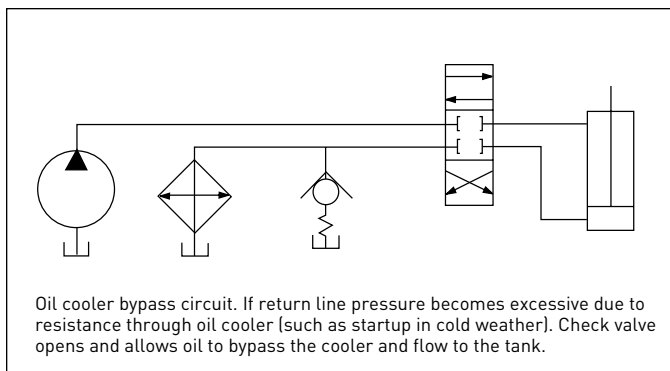 Oil cooler bypass circuit. If return line pressure becomes excessive due to
resistance through oil cooler (such as startup in cold weather). Check valve
opens and allows oil to bypass the cooler and flow to the tank.